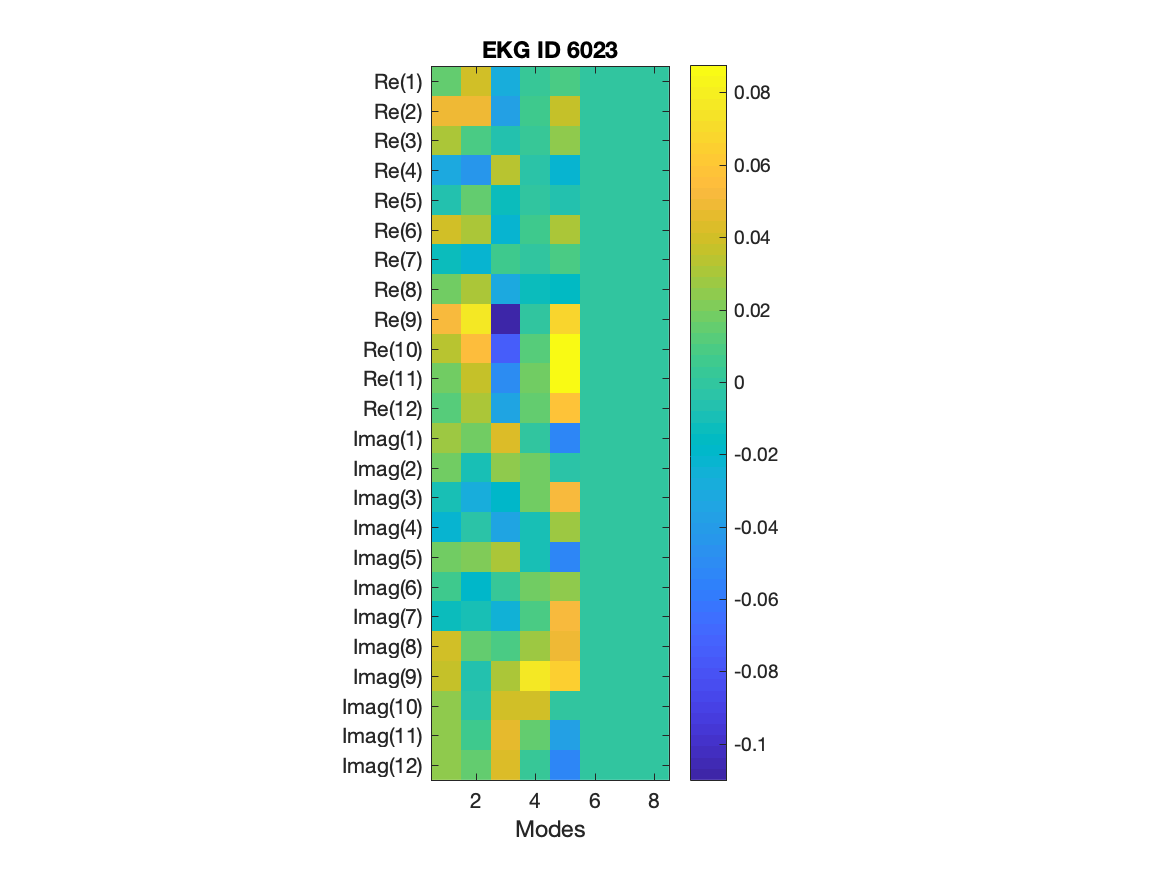 EKG ID 6023
Re(1)
Re(2)
Re(3)
Re(4)
Re(5)
Re(6)
Re(7)
Re(8)
Re(9)
Re(10)
Re(11)
Re(12)
Imag(1)
Imag(2)
Imag(3)
Imag(4)
Imag(5)
Imag(6)
Imag(7)
Imag(8)
Imag(9)
Imag(10)
Imag(11)
Imag(12)
2 4 6 8
Modes
0.08
0.06
0.04
0.02
0
-0.02
-0.04
-0.06
-0.08
-0.1